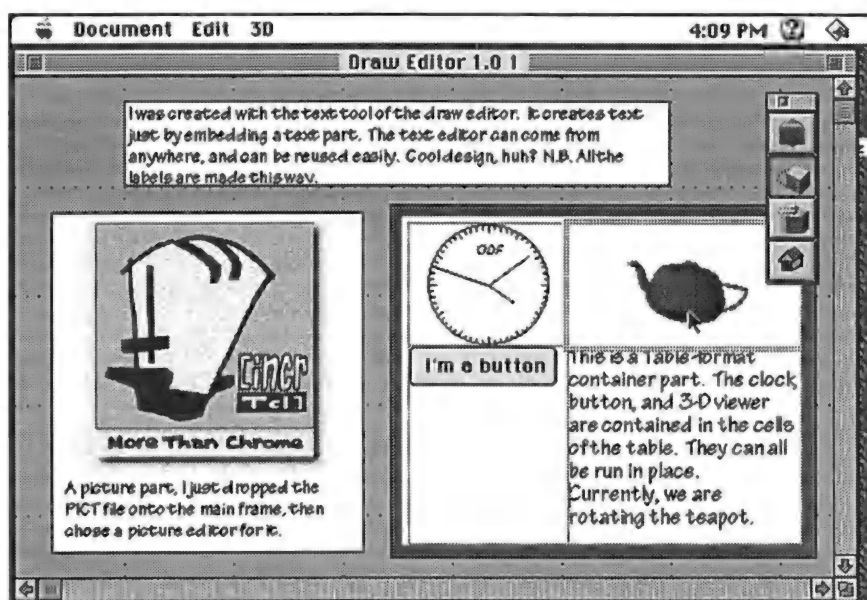 Document Edit 3D
4:09 PM
Draw Editor 1.0 1
I was created with the text tool of the draw editor. It creates text
just by embedding a text part. The text editor can come from
anywhere, and can be reused easily. Cool design, huh? N.B. All the
labels are made this way.
More Than Chrome
A picture part, I just dropped the
PICT file onto the main frame, then
chose a picture editor for it.
ODF
I'm a button
This is a Table-format
container part. The clock,
button, and 3-D viewer
are contained in the cells
of the table. They can all
be run in place.
Currently, we are
rotating the teapot.